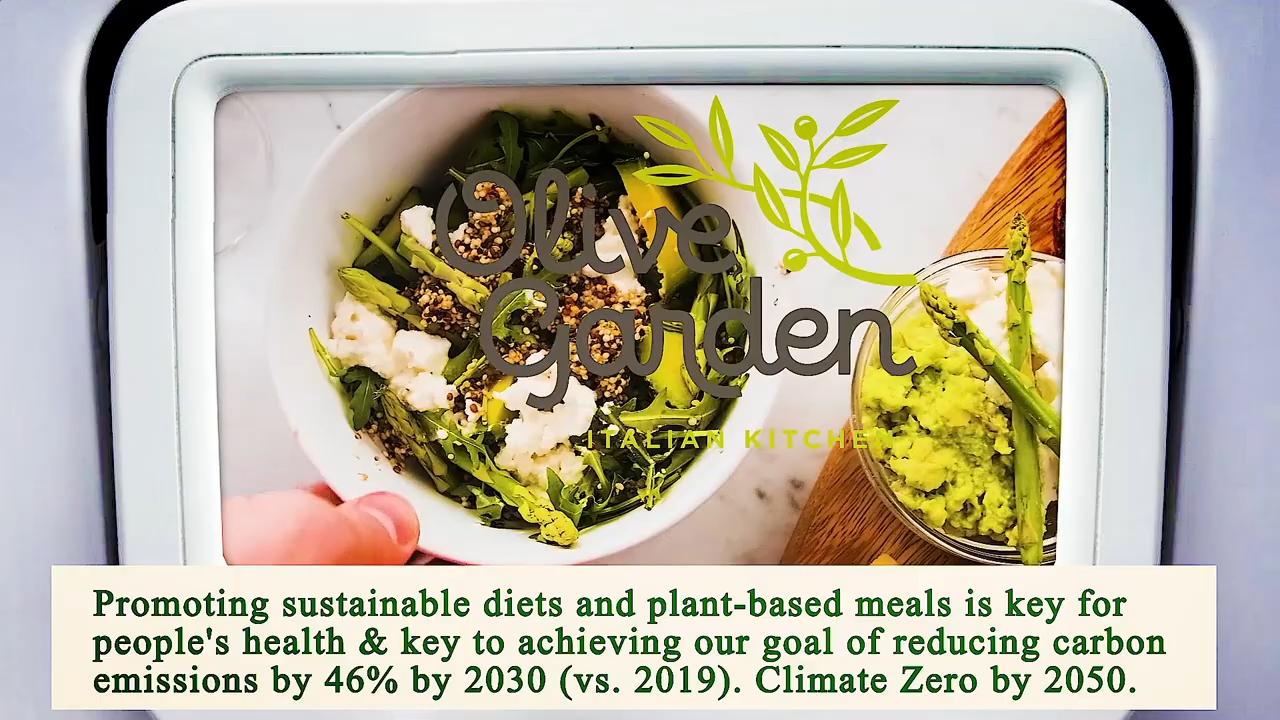 Olive
Garden
ITALIAN KITCHEN
Promoting sustainable diets and plant-based meals is key for
people's health & key to achieving our goal of reducing carbon
emissions by 46% by 2030 (vs. 2019). Climate Zero by 2050.